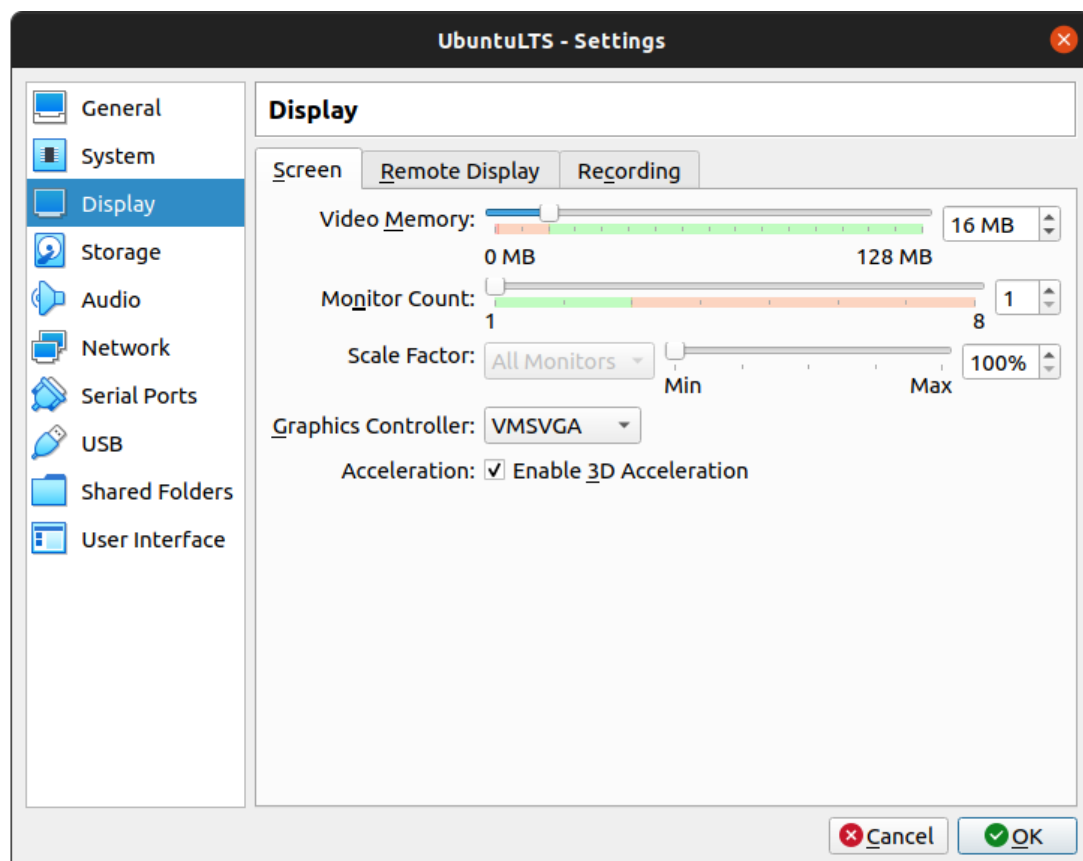 UbuntuLTS - Settings
General
System
Display
Storage
Audio
Network
Serial Ports
USB
Shared Folders
User Interface
Display
Screen
Remote Display
Recording
Video Memory:
16 MB
0 MB
128 MB
Monitor Count:
1
1
8
Scale Factor:
All Monitors
100%
Min
Max
Graphics Controller:
VMSVGA
Acceleration:
Enable 3D Acceleration
Cancel
OK